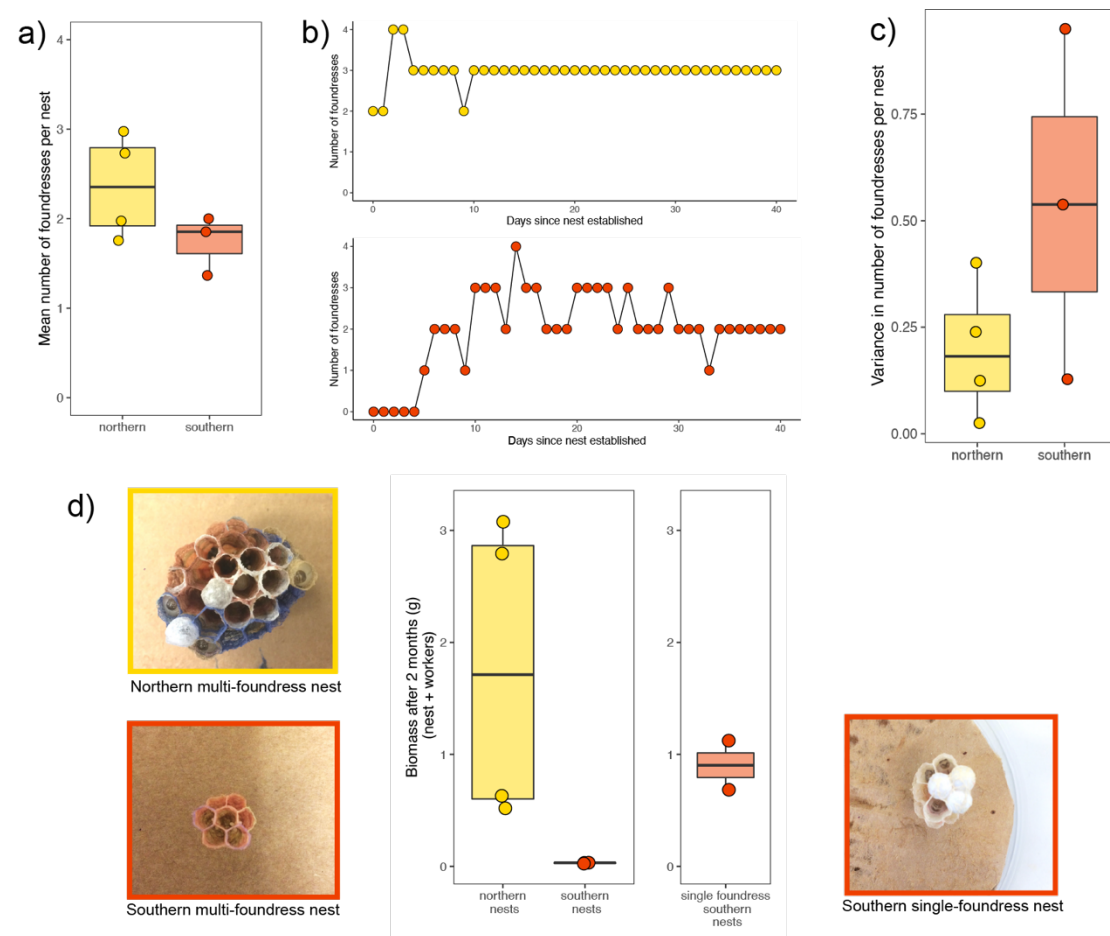 a)
Mean number of foundresses per nest
4
3
2
1
0
northern southern
b)
Number of foundresses
4
3
2
1
0
0 10 20 30 40
Days since nest established
Number of foundresses
4
3
2
1
0
0 10 20 30 40
Days since nest established
c)
Variance in number of foundresses per nest
0.75
0.50
0.25
0.00
northern southern
d)
Northern multi-foundress nest
Southern multi-foundress nest
Biomass after 2 months (g)
(nest + workers)
3
2
1
0
northern
nests
southern
nests
3
2
1
0
single foundress
southern
nests
Southern single-foundress nest